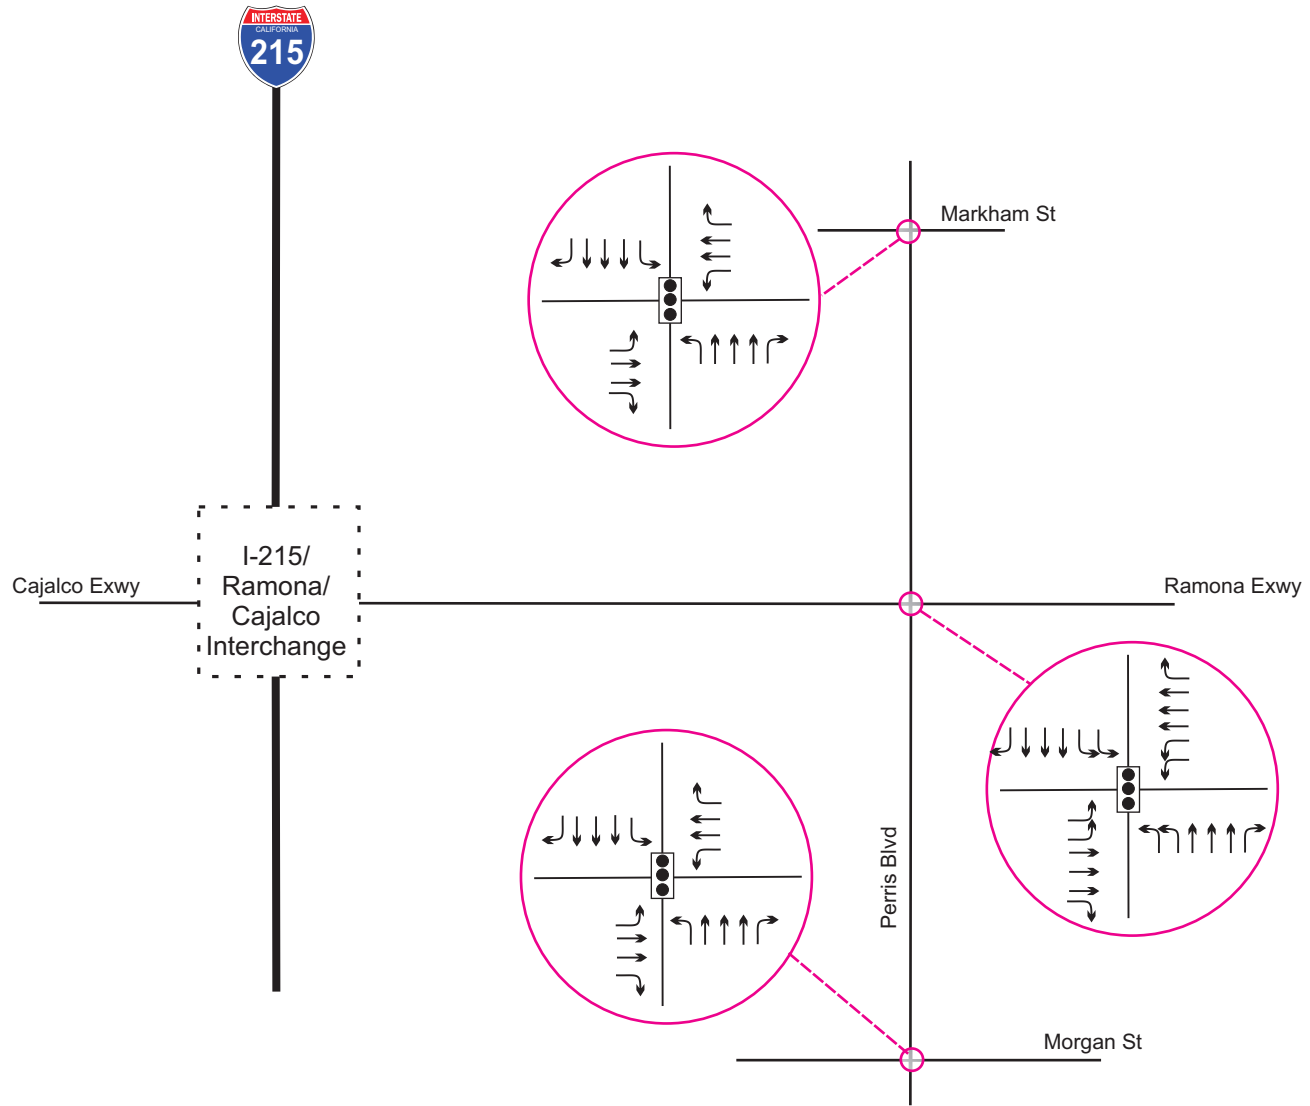 INTERSTATE
CALIFORNIA
215
Markham St
I-215/
Ramona/
Cajalco
Interchange
Cajalco Exwy
Ramona Exwy
Perris Blvd
Morgan St